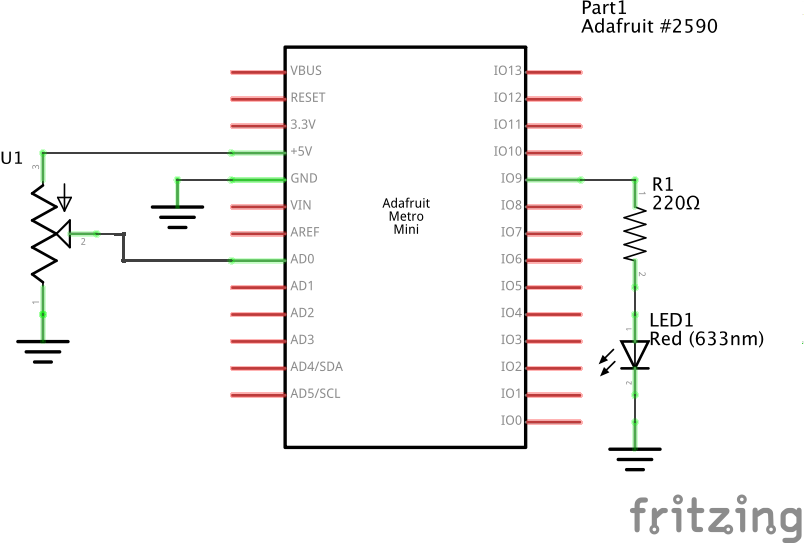 Part1
Adafruit #2590
VBUS
RESET
3.3V
+5V
GND
VIN
AREF
AD0
AD1
AD2
AD3
AD4/SDA
AD5/SCL
Adafruit
Metro
Mini
IO13
IO12
IO11
IO10
IO9
IO8
IO7
IO6
IO5
IO4
IO3
IO2
IO1
IO0
U1
3
2
1
1
R1
220Ω
2
1
LED1
Red (633nm)
2
fritzing